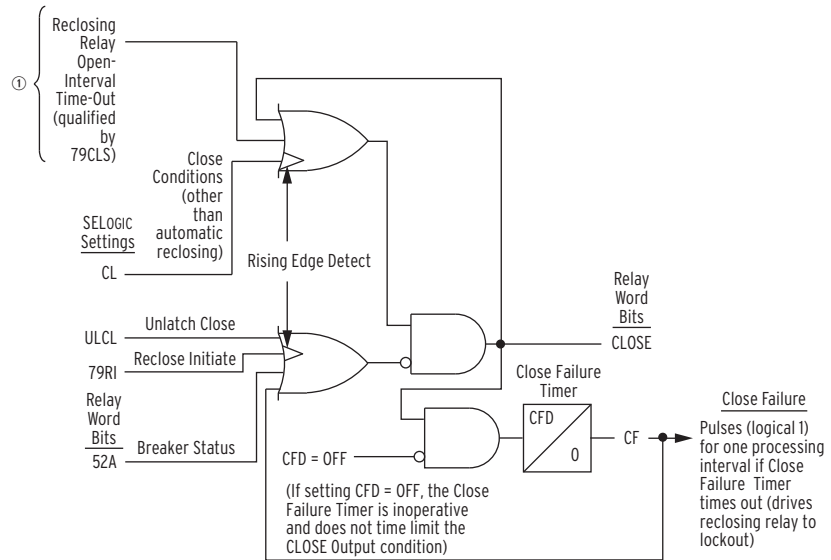 Reclosing
Relay
Open-
Interval
Time-Out
(qualified
by
79CLS)
①
Close
Conditions
(other
than
automatic
reclosing)
SELOGIC
Settings
CL
Rising Edge Detect
ULCL
Unlatch Close
79RI
Reclose Initiate
Relay
Word
Bits
52A
Breaker Status
Relay
Word
Bits
CLOSE
Close Failure
Timer
CFD
0
CF
CFD = OFF
(If setting CFD = OFF, the Close
Failure Timer is inoperative
and does not time limit the
CLOSE Output condition)
Close Failure
Pulses (logical 1)
for one processing
interval if Close
Failure Timer
times out (drives
reclosing relay to
lockout)